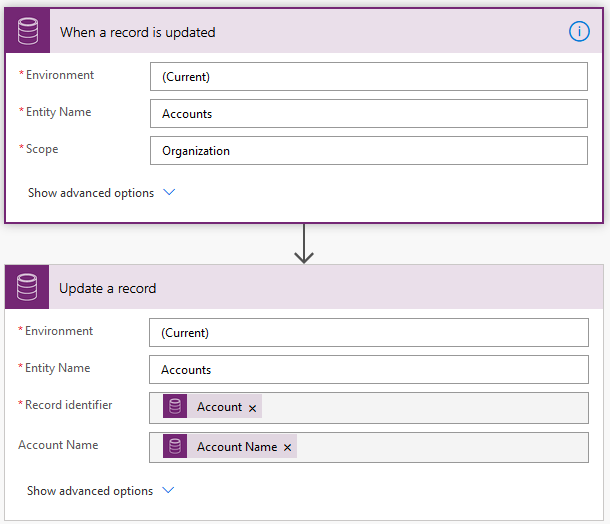 When a record is updated
* Environment (Current)
* Entity Name Accounts
* Scope Organization
Show advanced options
Update a record
* Environment (Current)
* Entity Name Accounts
* Record identifier Account ×
Account Name Account Name ×
Show advanced options